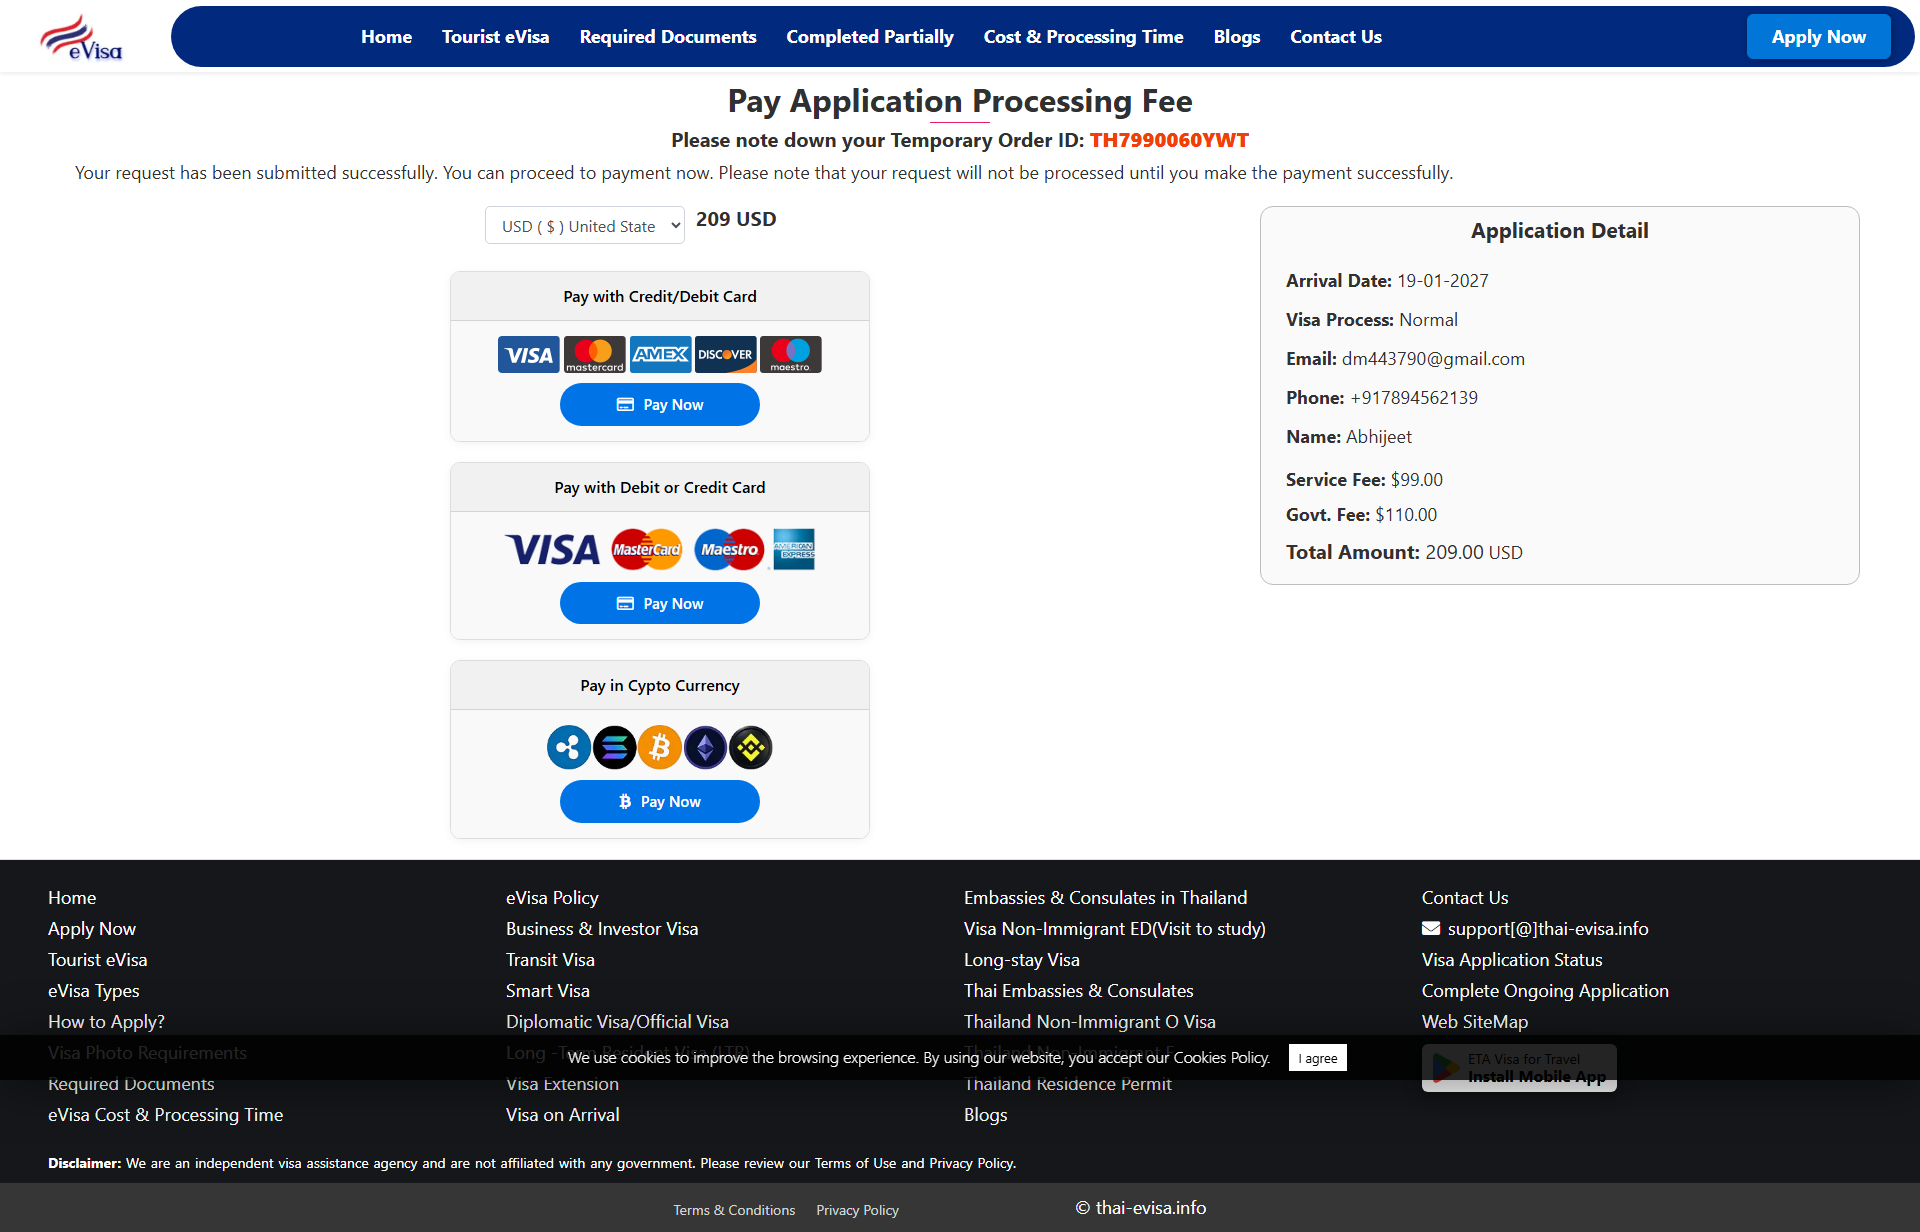 eVisa
Home Tourist eVisa Required Documents Completed Partially Cost & Processing Time Blogs Contact Us Apply Now
Pay Application Processing Fee
Please note down your Temporary Order ID: TH7990060YWT
Your request has been submitted successfully. You can proceed to payment now. Please note that your request will not be processed until you make the payment successfully.
USD ( $ ) United State 209 USD
Pay with Credit/Debit Card
VISA mastercard AMEX DISCOVER maestro
Pay Now
Pay with Debit or Credit Card
VISA MasterCard Maestro AMERICAN EXPRESS
Pay Now
Pay in Cypto Currency
Pay Now
Application Detail
Arrival Date: 19-01-2027
Visa Process: Normal
Email: dm443790@gmail.com
Phone: +917894562139
Name: Abhijeet
Service Fee: $99.00
Govt. Fee: $110.00
Total Amount: 209.00 USD
Home
Apply Now
Tourist eVisa
eVisa Types
How to Apply?
Visa Photo Requirements
Required Documents
eVisa Cost & Processing Time
eVisa Policy
Business & Investor Visa
Transit Visa
Smart Visa
Diplomatic Visa/Official Visa
Long -Term Resident Visa (LTR)
Visa Extension
Visa on Arrival
Embassies & Consulates in Thailand
Visa Non-Immigrant ED(Visit to study)
Long-stay Visa
Thai Embassies & Consulates
Thailand Non-Immigrant O Visa
Thailand Non-Immigrant
Thailand Residence Permit
Blogs
Contact Us
support[@]thai-evisa.info
Visa Application Status
Complete Ongoing Application
Web SiteMap
ETA Visa for Travel
Install Mobile App
We use cookies to improve the browsing experience. By using our website, you accept our Cookies Policy. I agree
Disclaimer: We are an independent visa assistance agency and are not affiliated with any government. Please review our Terms of Use and Privacy Policy.
Terms & Conditions Privacy Policy © thai-evisa.info